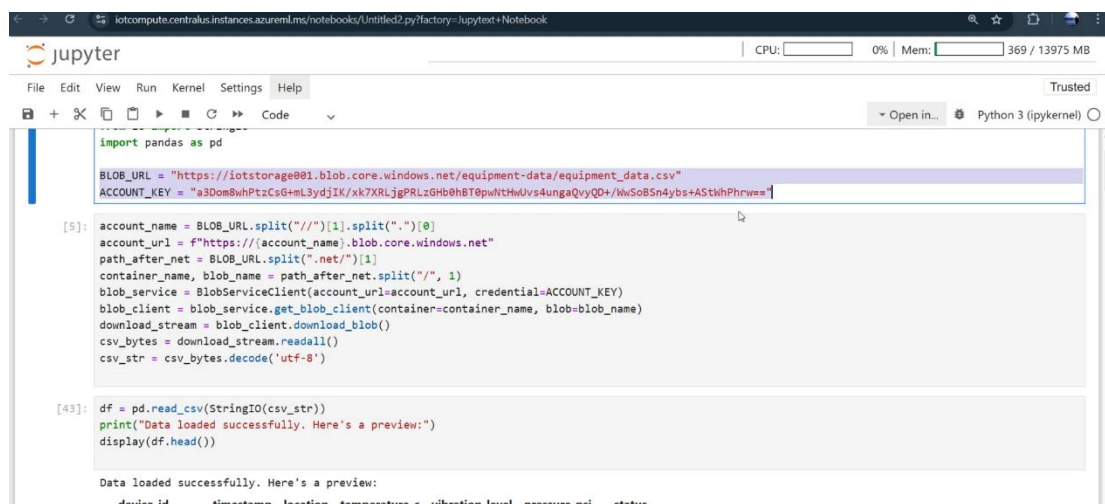 iotcompute.centralus.instances.azureml.ms/notebooks/Untitled2.py?factory=Jupytext+Notebook
jupyter CPU: 0% Mem: 369 / 13975 MB
File Edit View Run Kernel Settings Help Trusted
Code Open in... Python 3 (ipykernel)
import pandas as pd
BLOB_URL = "https://iotstorage001.blob.core.windows.net/equipment-data/equipment_data.csv"
ACCOUNT_KEY = "a3Dom8whPtzCsG+mL3ydjIK/xk7XRLjgPRLzGHb0hBT0pwNtHwUvs4ungaQvyQD+/WwSoBSn4ybs+AStWhPhrw=="
[5]: account_name = BLOB_URL.split("//")[1].split(".")[0]
account_url = f"https://{account_name}.blob.core.windows.net"
path_after_net = BLOB_URL.split(".net/")[1]
container_name, blob_name = path_after_net.split("/", 1)
blob_service = BlobServiceClient(account_url=account_url, credential=ACCOUNT_KEY)
blob_client = blob_service.get_blob_client(container=container_name, blob=blob_name)
download_stream = blob_client.download_blob()
csv_bytes = download_stream.readall()
csv_str = csv_bytes.decode('utf-8')
[43]: df = pd.read_csv(StringIO(csv_str))
print("Data loaded successfully. Here's a preview:")
display(df.head())
Data loaded successfully. Here's a preview: